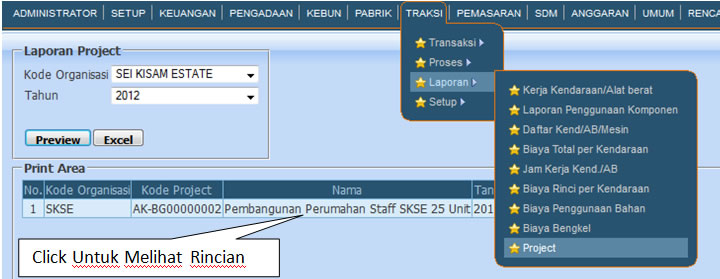 ADMINISTRATOR | SETUP | KEUANGAN | PENGADAAN | KEBUN | PABRIK | TRAKSI | PEMASARAN | SDM | ANGGARAN | UMUM | RENCA
Transaksi
Proses
Laporan
Setup
Kerja Kendaraan/Alat berat
Laporan Penggunaan Komponen
Daftar Kend/AB/Mesin
Biaya Total per Kendaraan
Jam Kerja Kend./AB
Biaya Rinci per Kendaraan
Biaya Penggunaan Bahan
Biaya Bengkel
Project
Laporan Project
Kode Organisasi SEI KISAM ESTATE
Tahun 2012
Preview Excel
Print Area
No. Kode Organisasi Kode Project Nama Tan
1 SKSE AK-BG00000002 Pembangunan Perumahan Staff SKSE 25 Unit 201
Click Untuk Melihat Rincian